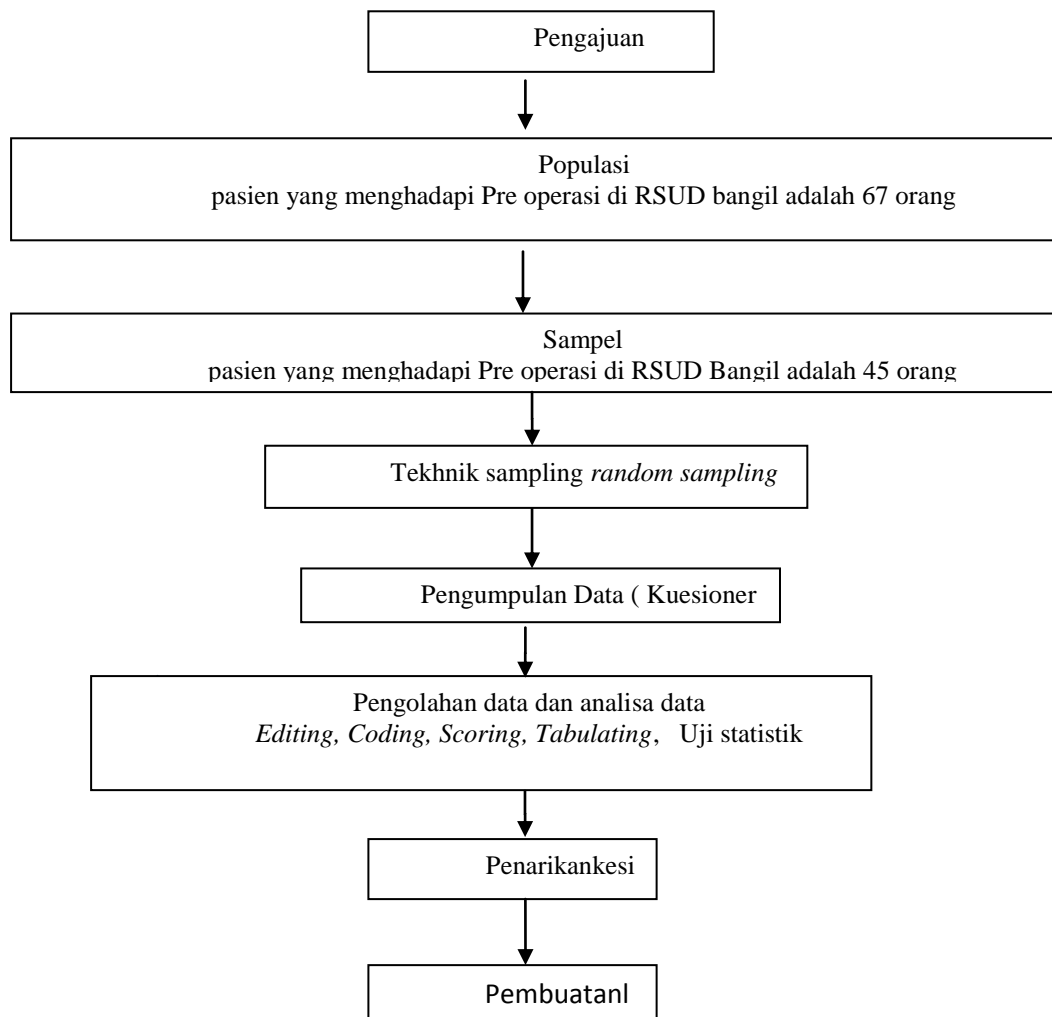 Pengajuan
Populasi
pasien yang menghadapi Pre operasi di RSUD bangil adalah 67 orang
Sampel
pasien yang menghadapi Pre operasi di RSUD Bangil adalah 45 orang
Tekhnik sampling random sampling
Pengumpulan Data ( Kuesioner
Pengolahan data dan analisa data
Editing, Coding, Scoring, Tabulating, Uji statistik
Penarikankesi
Pembuatanl